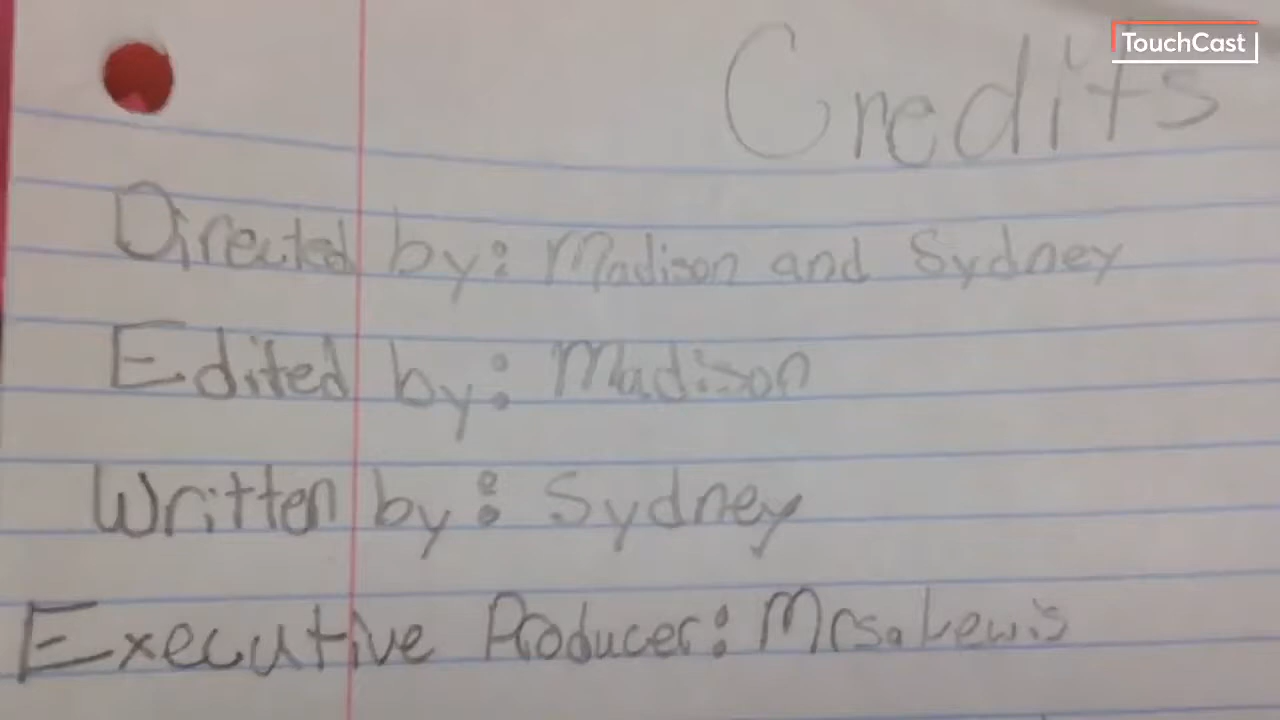 TouchCast
Credits
Directed by: Madison and Sydney
Edited by: Madison
Written by: Sydney
Executive Producer: Mrs. Lewis